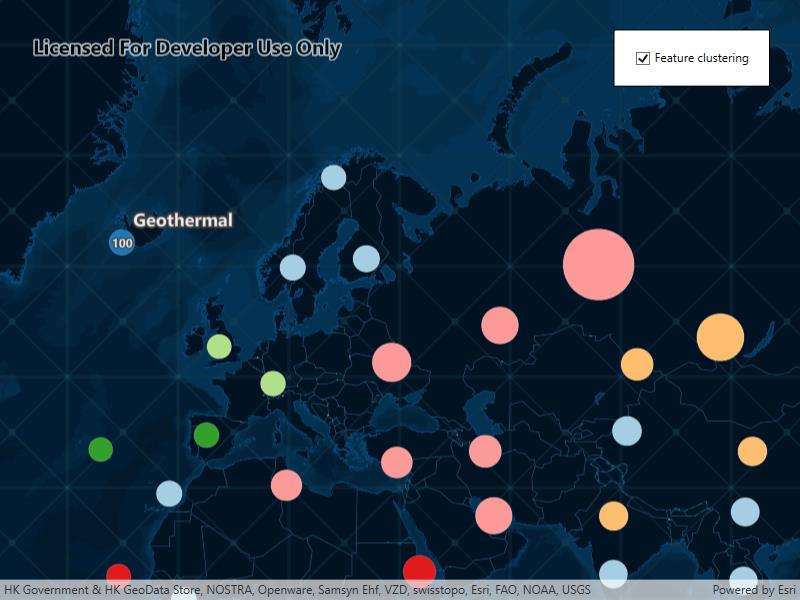 Licensed For Developer Use Only
Feature clustering
Geothermal
100
HK Government & HK GeoData Store, NOSTRA, Openware, Samsyn Ehf, VZD, swisstopo, Esri, FAO, NOAA, USGS
Powered by Esri